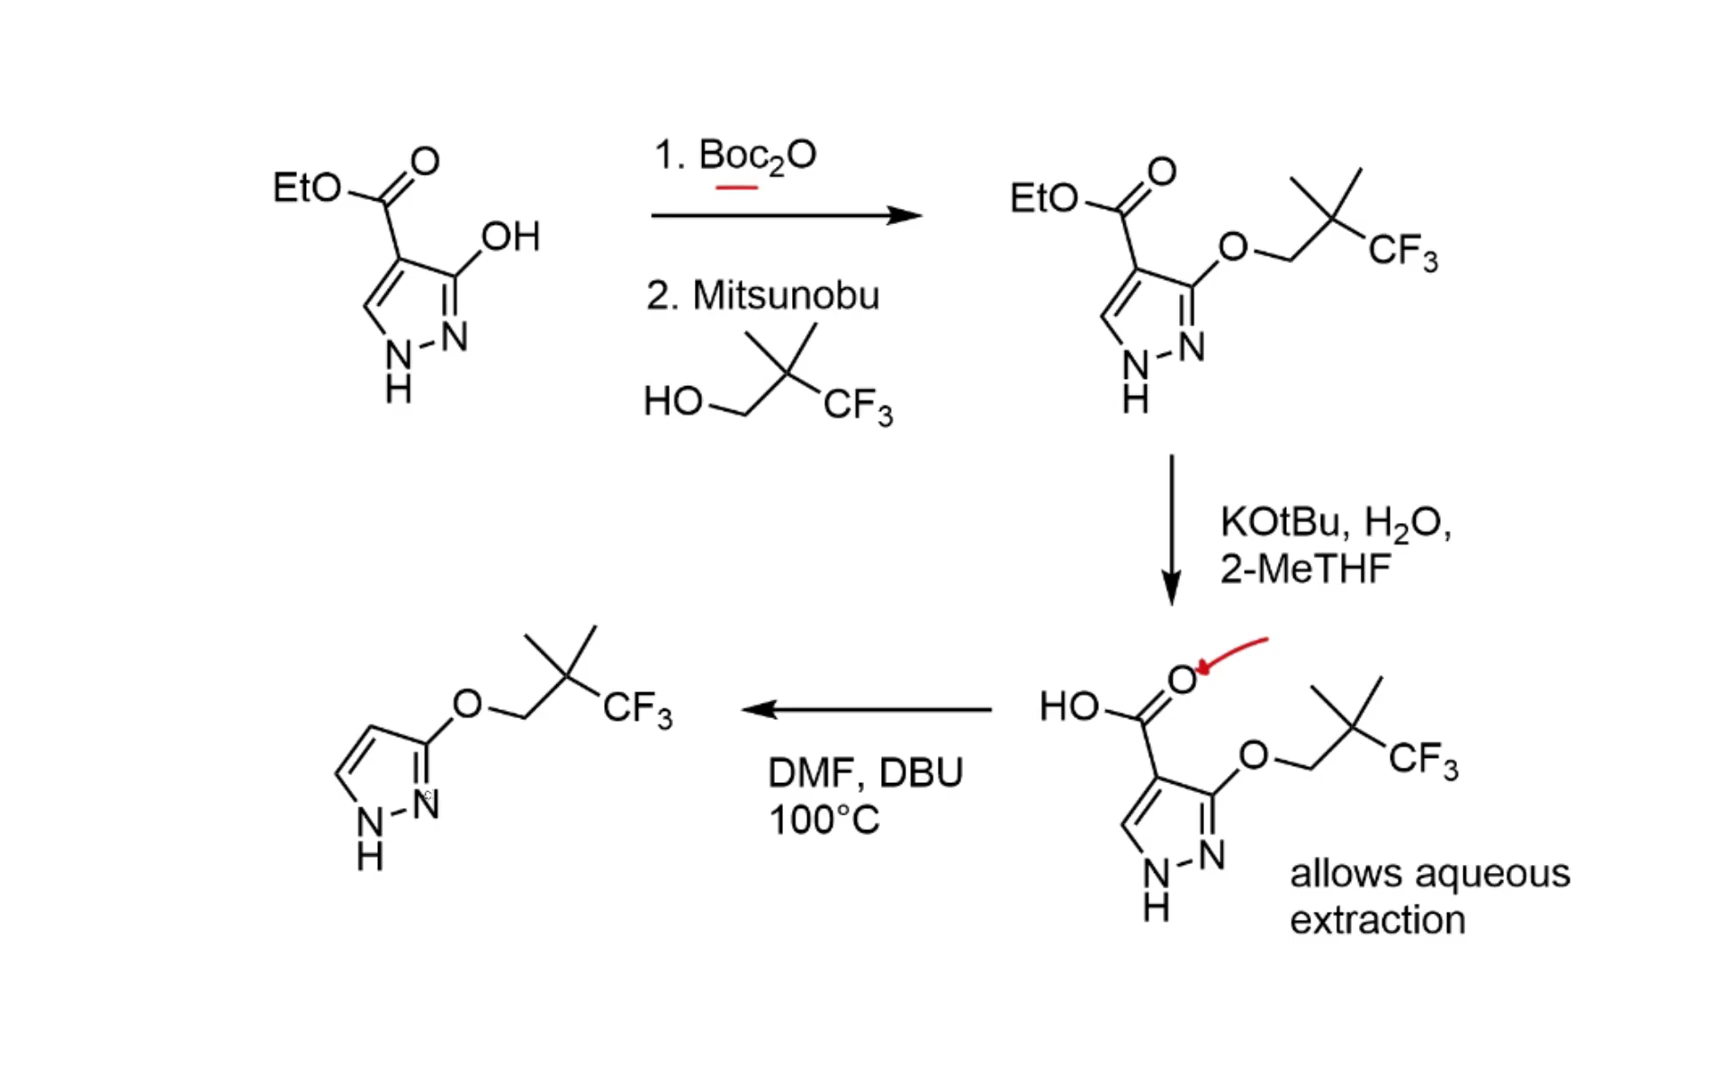 1. Boc2O
EtO O OH
N N
H
2. Mitsunobu
HO CF3
EtO O O CF3
N N
H
KOtBu, H2O,
2-MeTHF
HO O O CF3
N N
H
allows aqueous
extraction
DMF, DBU
100°C
O CF3
N N
H